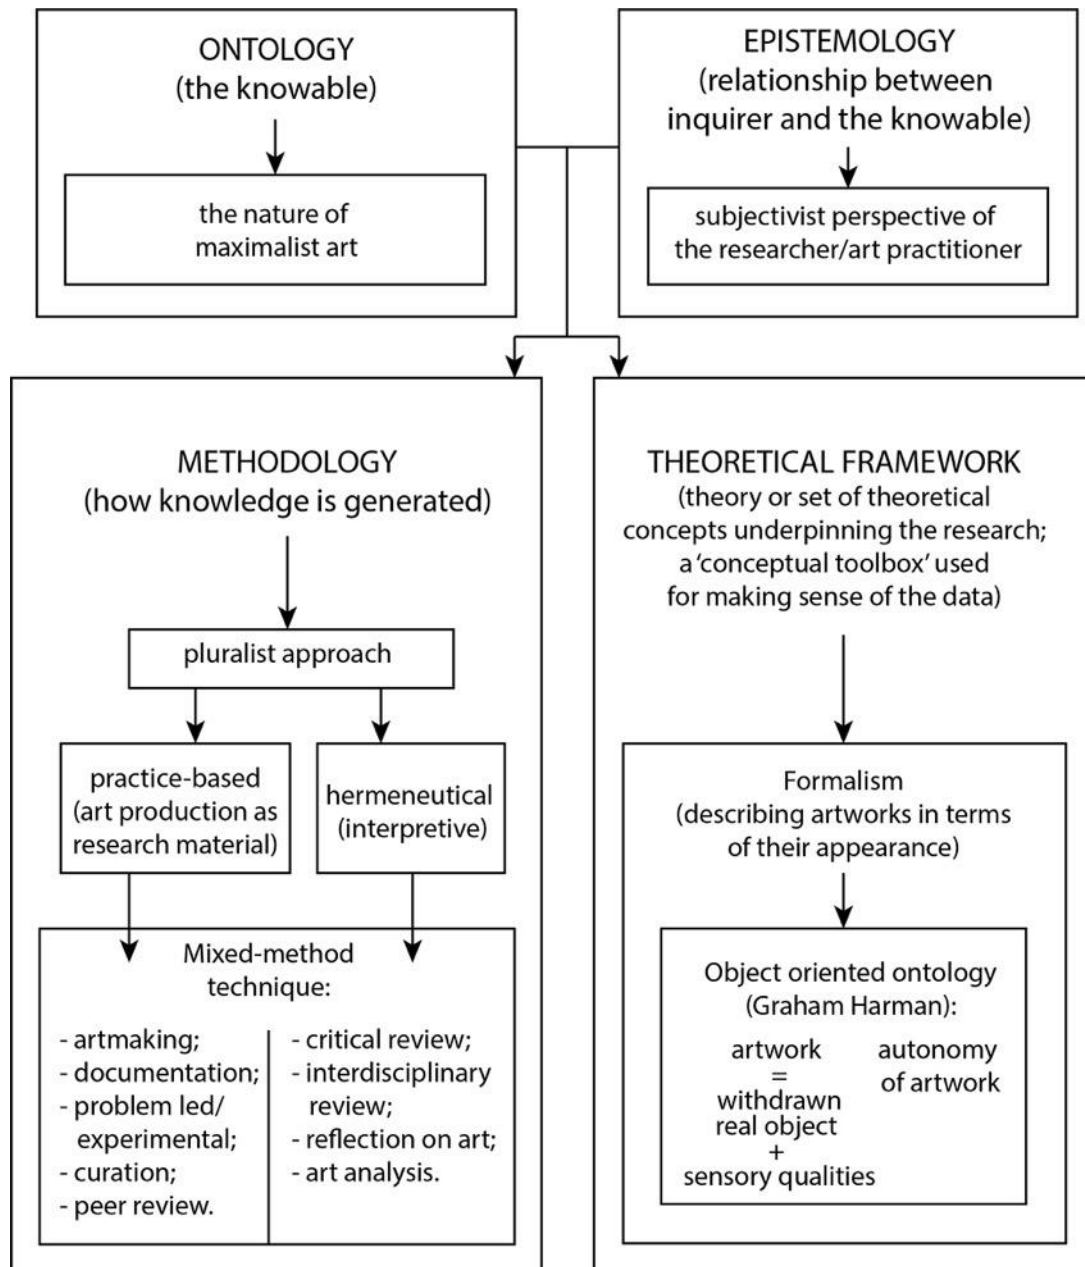 ONTOLOGY
(the knowable)
the nature of
maximalist art
EPISTEMOLOGY
(relationship between
inquirer and the knowable)
subjectivist perspective of
the researcher/art practitioner
METHODOLOGY
(how knowledge is generated)
pluralist approach
practice-based
(art production as
research material)
hermeneutical
(interpretive)
Mixed-method
technique:
- artmaking;
- documentation;
- problem led/
experimental;
- curation;
- peer review.
- critical review;
- interdisciplinary
review;
- reflection on art;
- art analysis.
THEORETICAL FRAMEWORK
(theory or set of theoretical
concepts underpinning the research;
a ‘conceptual toolbox’ used
for making sense of the data)
Formalism
(describing artworks in terms
of their appearance)
Object oriented ontology
(Graham Harman):
artwork
=
withdrawn
real object
+
sensory qualities
autonomy
of artwork